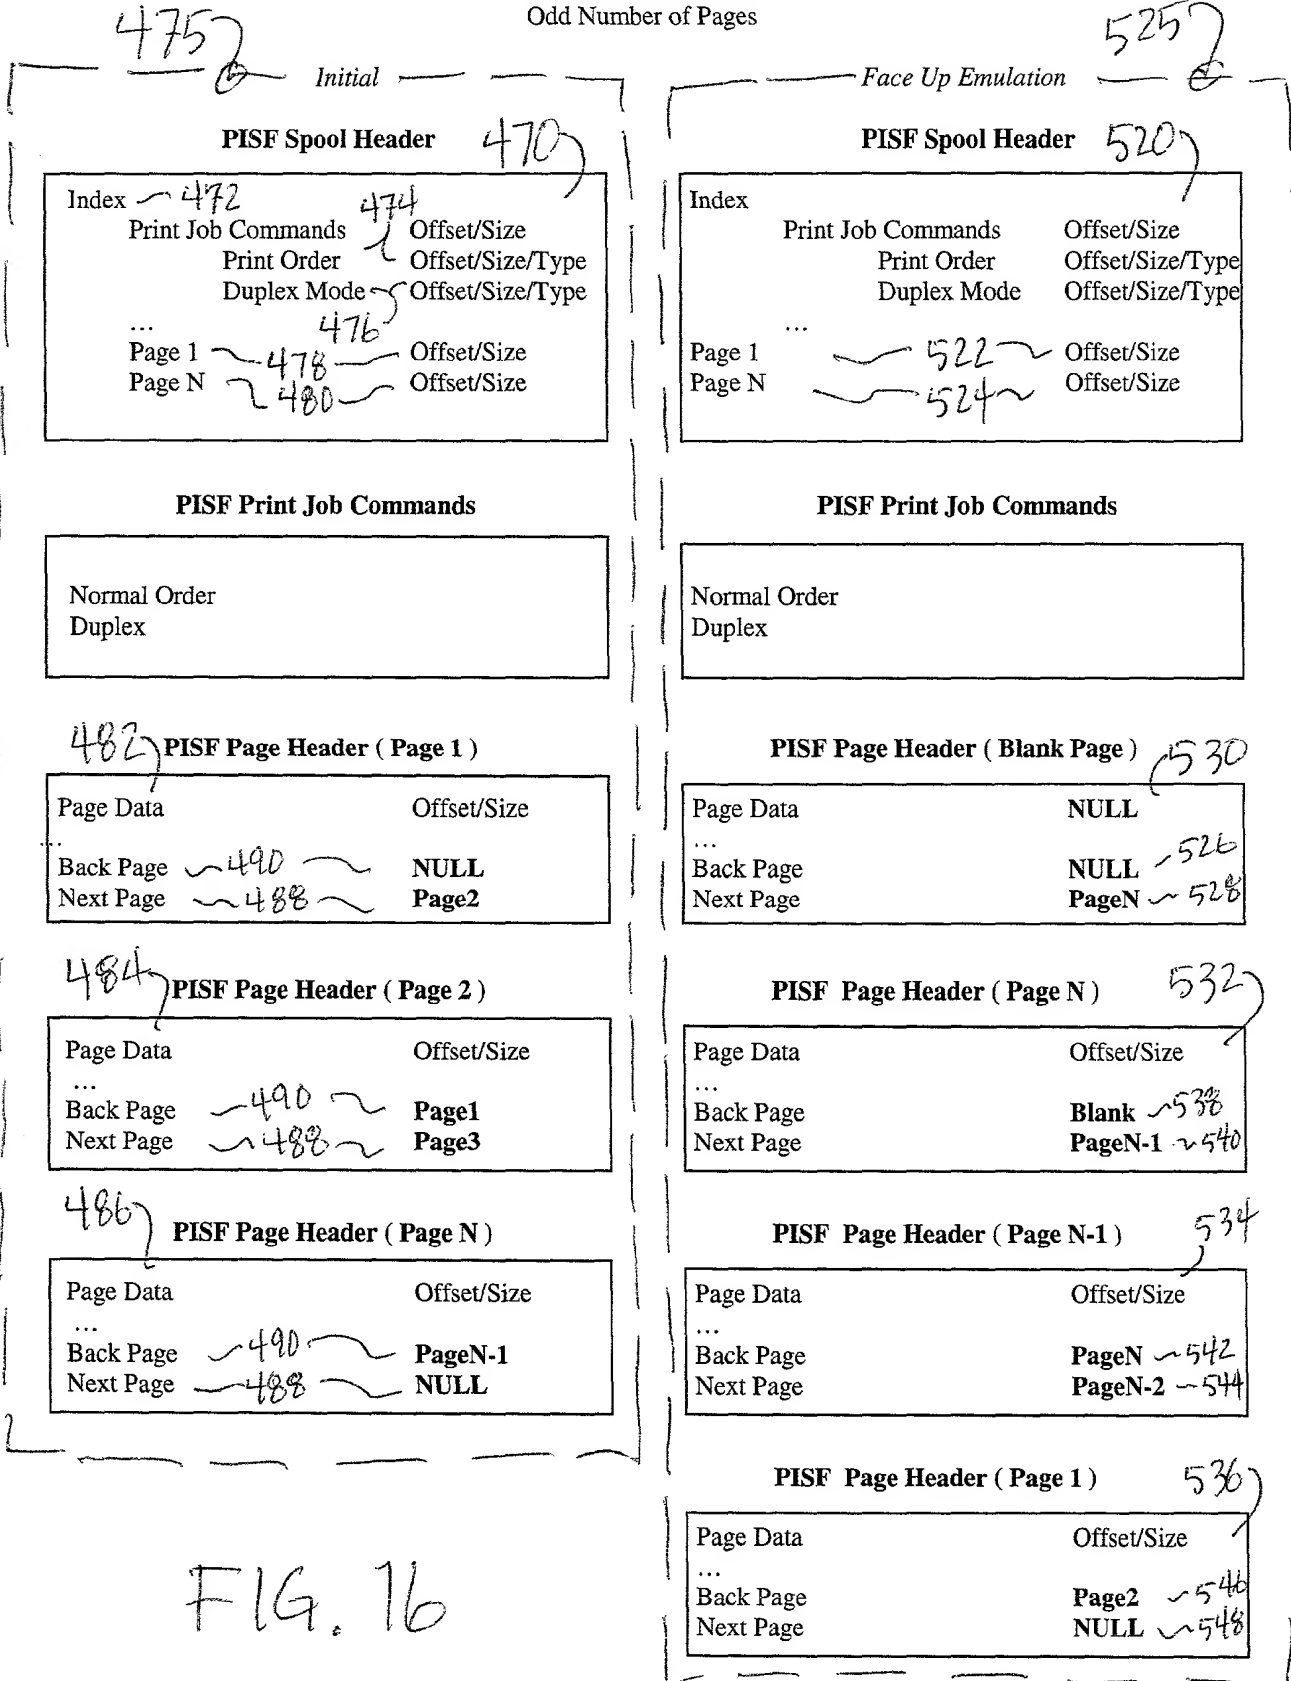 Odd Number of Pages
475
Initial
PISF Spool Header
470
Index 472
474
Print Job Commands Offset/Size
Print Order Offset/Size/Type
Duplex Mode Offset/Size/Type
... 476
Page 1 478 Offset/Size
Page N 480 Offset/Size
PISF Print Job Commands
Normal Order
Duplex
482 PISF Page Header ( Page 1 )
Page Data Offset/Size
...
Back Page 490 NULL
Next Page 488 Page2
484 PISF Page Header ( Page 2 )
Page Data Offset/Size
...
Back Page 490 Page1
Next Page 488 Page3
486 PISF Page Header ( Page N )
Page Data Offset/Size
...
Back Page 490 PageN-1
Next Page 488 NULL
FIG. 16
525
Face Up Emulation
PISF Spool Header 520
Index
Print Job Commands Offset/Size
Print Order Offset/Size/Type
Duplex Mode Offset/Size/Type
...
Page 1 522 Offset/Size
Page N 524 Offset/Size
PISF Print Job Commands
Normal Order
Duplex
PISF Page Header ( Blank Page ) 530
Page Data NULL
...
Back Page NULL 526
Next Page PageN 528
PISF Page Header ( Page N ) 532
Page Data Offset/Size
...
Back Page Blank 538
Next Page PageN-1 540
PISF Page Header ( Page N-1 ) 534
Page Data Offset/Size
...
Back Page PageN 542
Next Page PageN-2 544
PISF Page Header ( Page 1 ) 536
Page Data Offset/Size
...
Back Page Page2 546
Next Page NULL 548